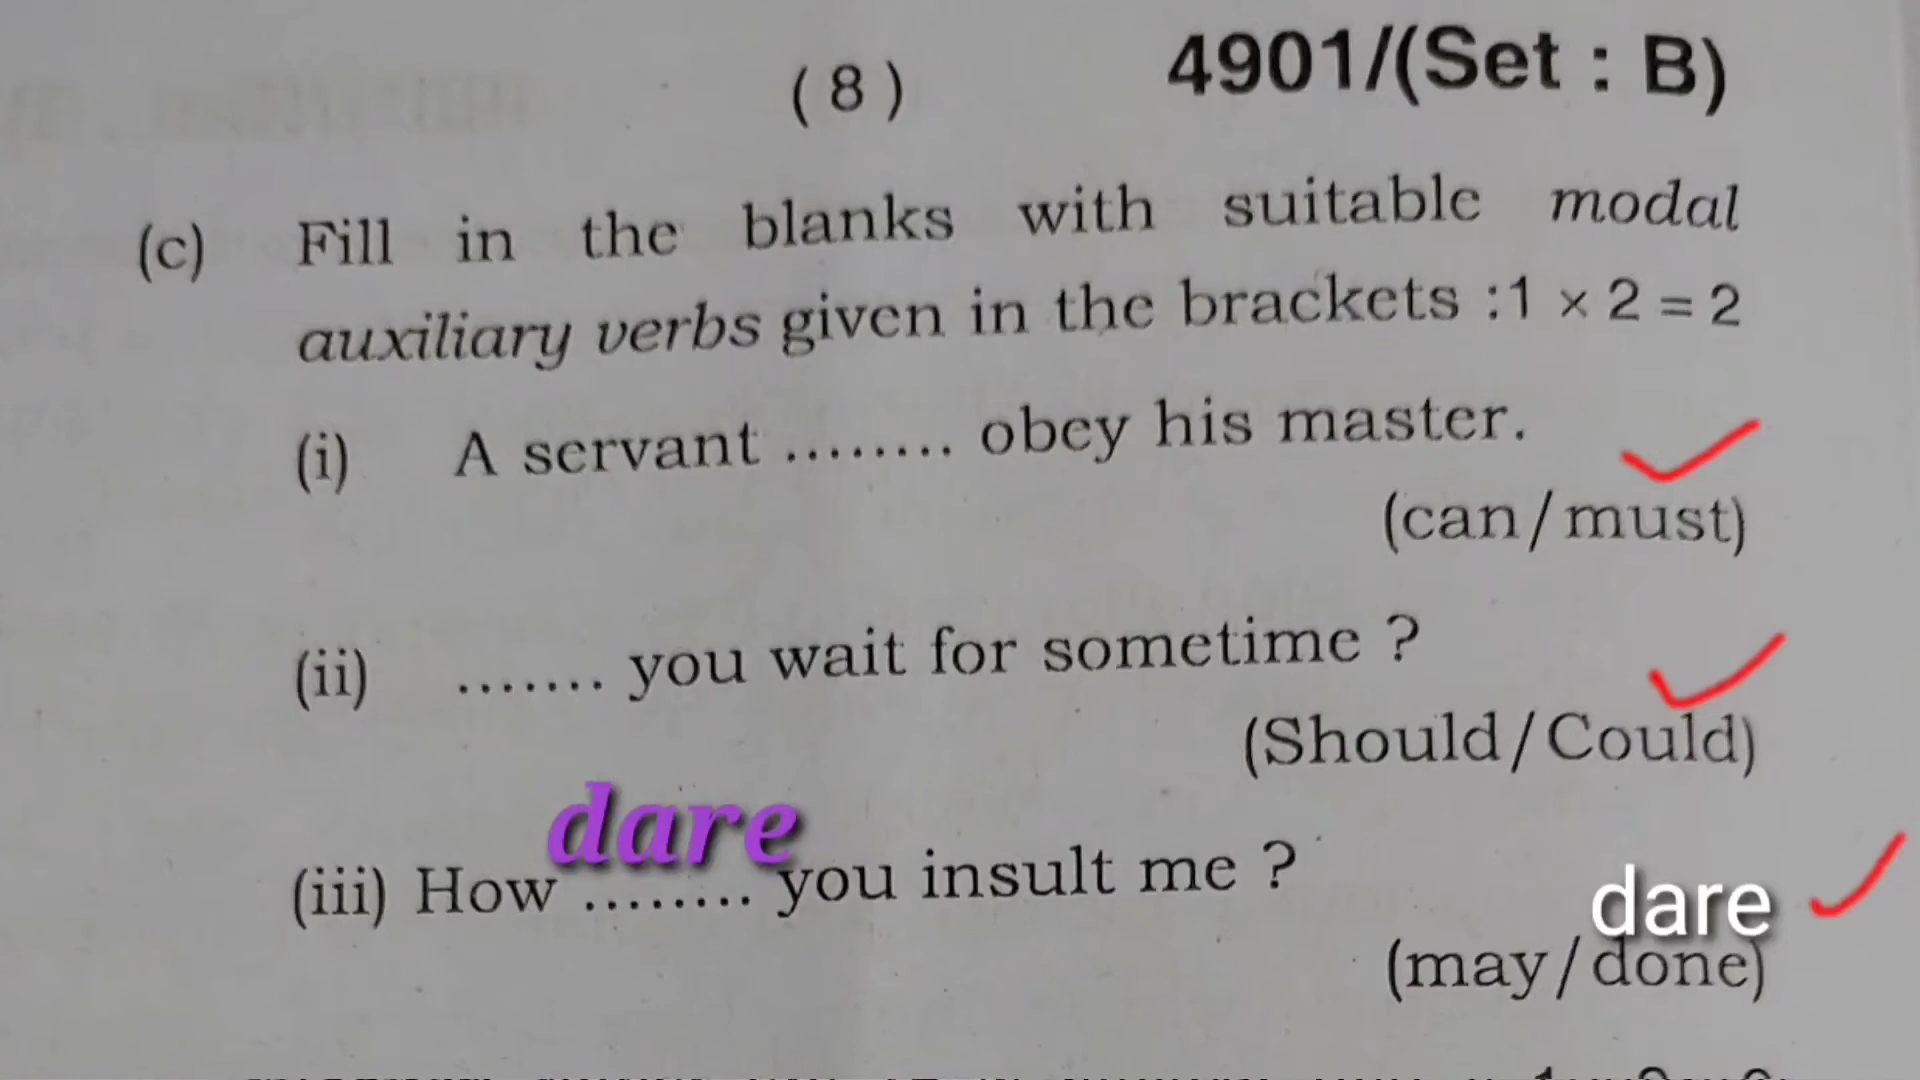 (8) 4901/(Set : B)
(c) Fill in the blanks with suitable modal
auxiliary verbs given in the brackets :1 × 2 = 2
(i) A servant ........ obey his master.
(can/must)
(ii) ....... you wait for sometime ?
(Should/Could)
dare
(iii) How ........ you insult me ?
dare
(may/done)